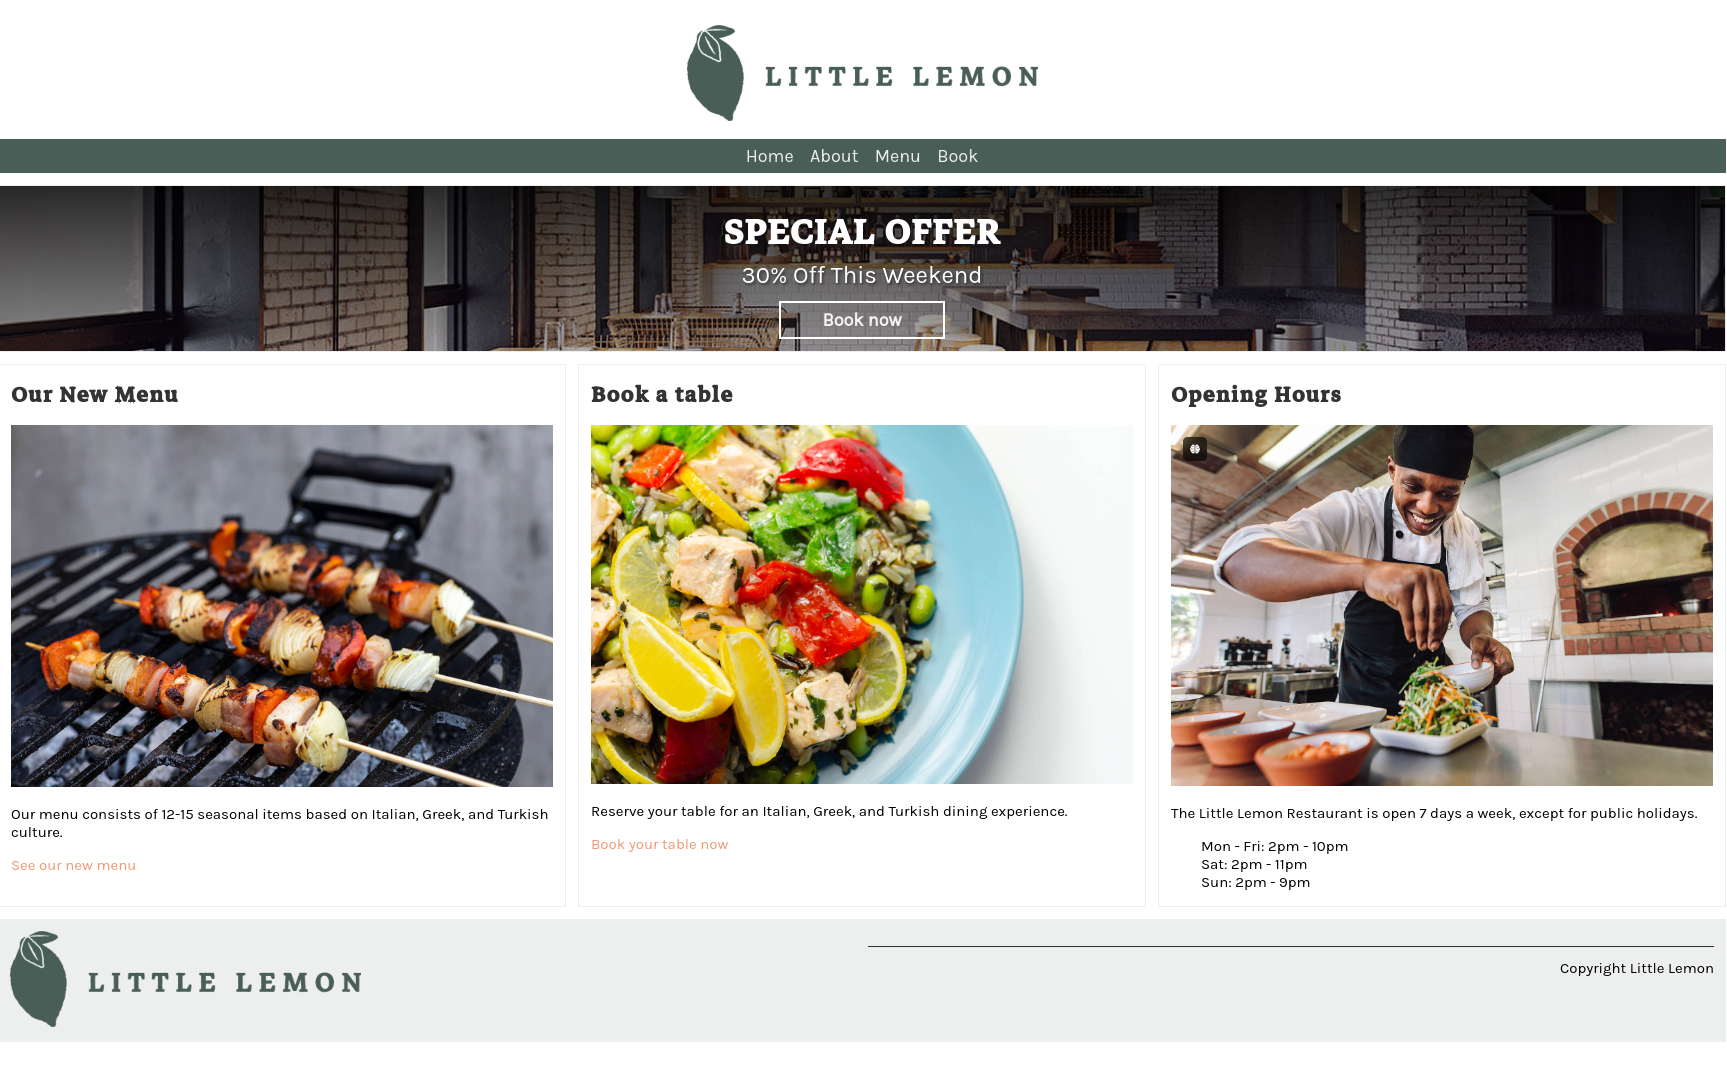 LITTLE LEMON
Home About Menu Book
SPECIAL OFFER
30% Off This Weekend
Book now
Our New Menu
Our menu consists of 12-15 seasonal items based on Italian, Greek, and Turkish
culture.
See our new menu
Book a table
Reserve your table for an Italian, Greek, and Turkish dining experience.
Book your table now
Opening Hours
The Little Lemon Restaurant is open 7 days a week, except for public holidays.
Mon - Fri: 2pm - 10pm
Sat: 2pm - 11pm
Sun: 2pm - 9pm
LITTLE LEMON
Copyright Little Lemon